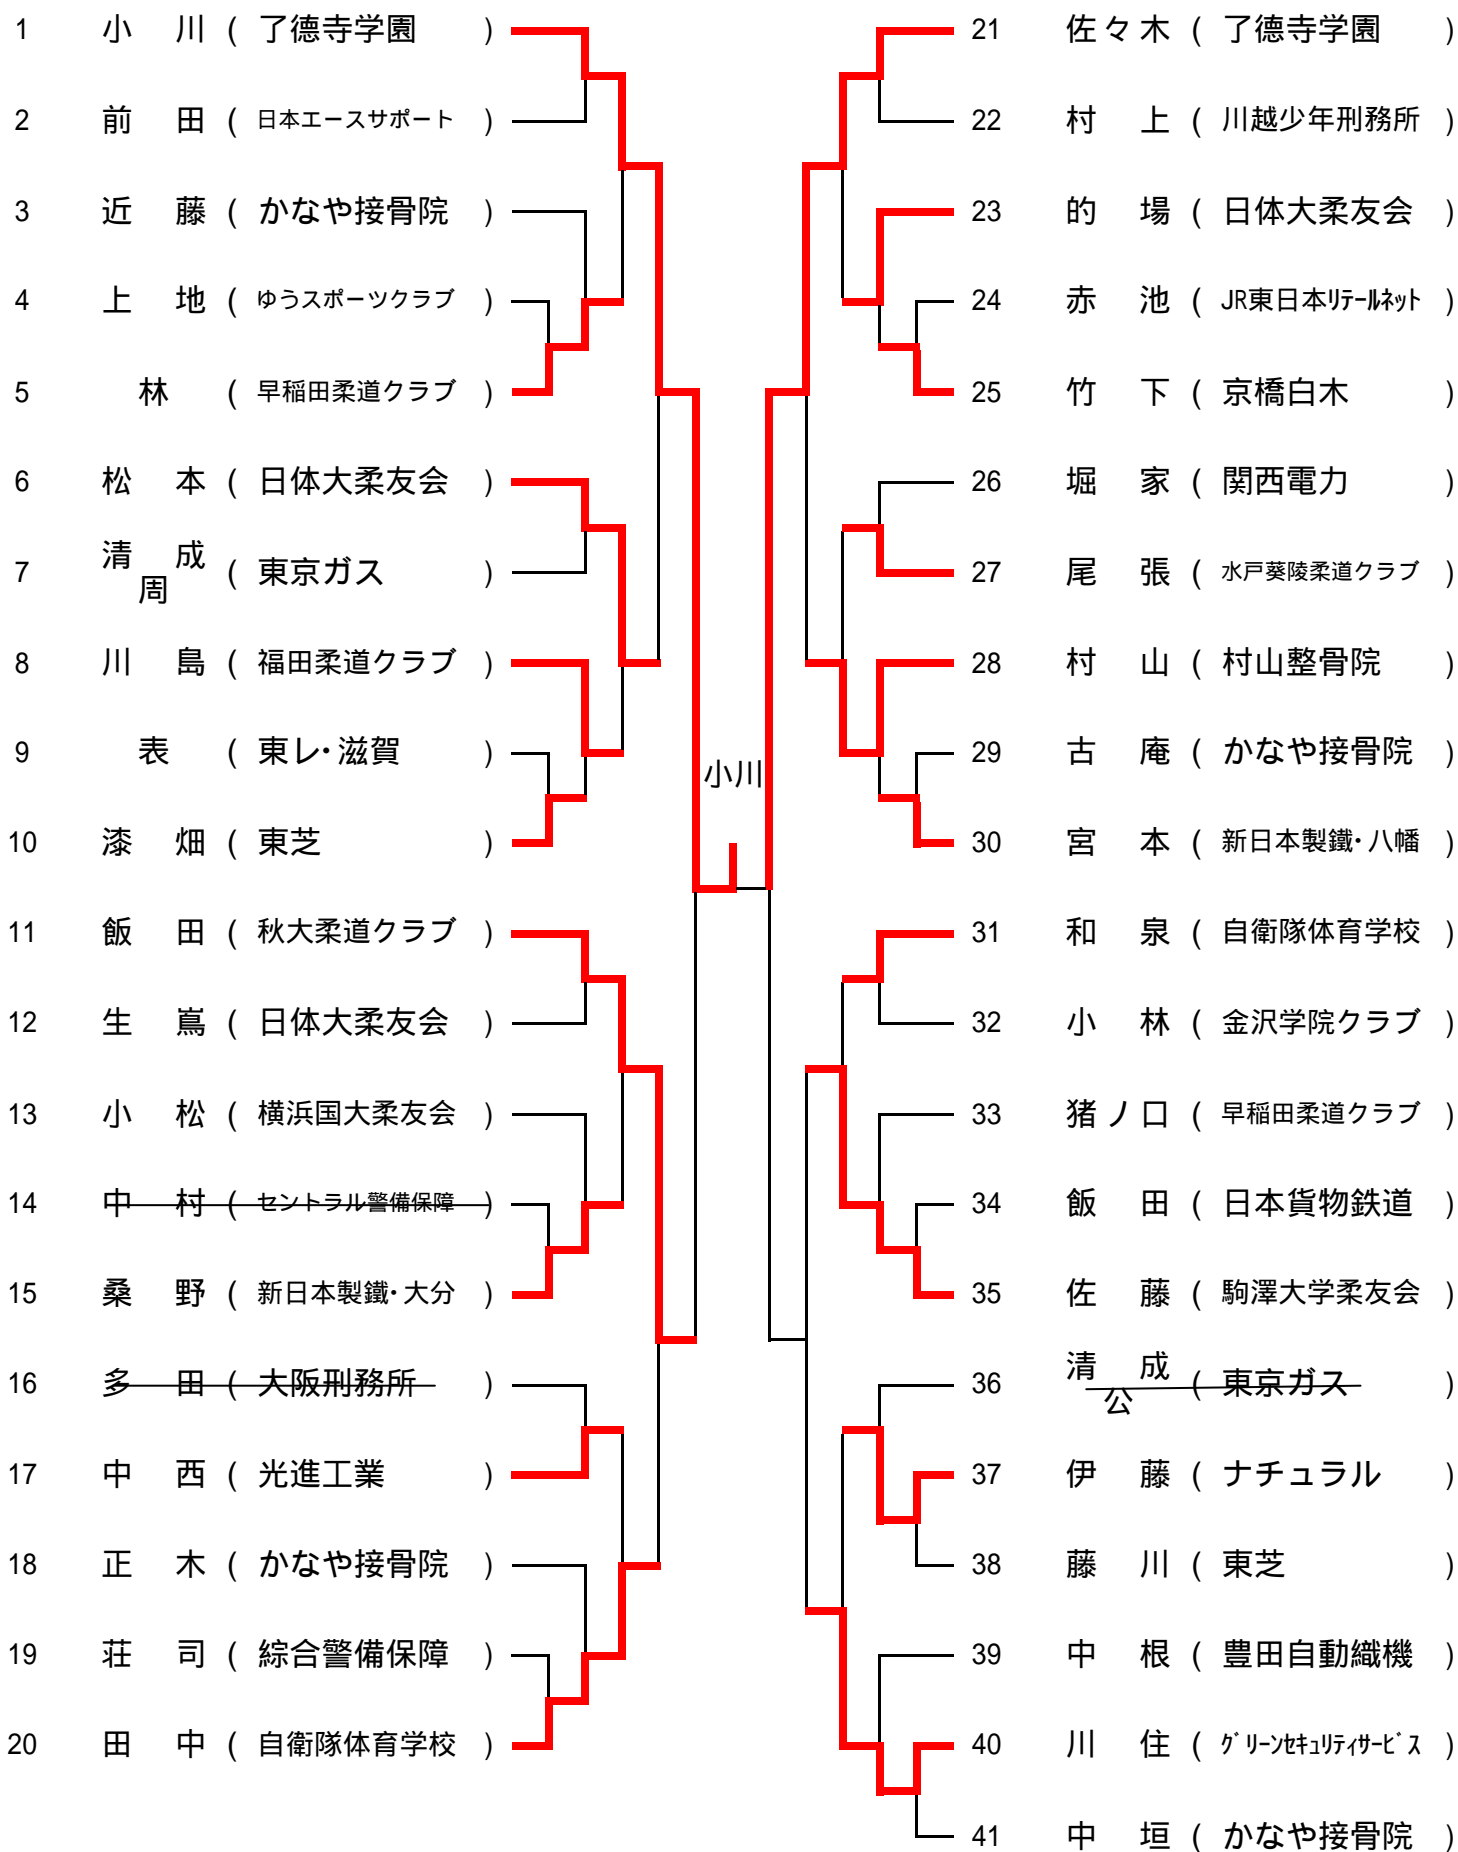 1 小川 ( 了德寺学園 )
2 前田 ( 日本エースサポート )
3 近藤 ( かなや接骨院 )
4 上地 ( ゆうスポーツクラブ )
5 林 ( 早稲田柔道クラブ )
6 松本 ( 日体大柔友会 )
7 清成周 ( 東京ガス )
8 川島 ( 福田柔道クラブ )
9 表 ( 東レ・滋賀 )
10 漆畑 ( 東芝 )
11 飯田 ( 秋大柔道クラブ )
12 生嶌 ( 日体大柔友会 )
13 小松 ( 横浜国大柔友会 )
14 中村 ( セントラル警備保障 )
15 桑野 ( 新日本製鐵・大分 )
16 多田 ( 大阪刑務所 )
17 中西 ( 光進工業 )
18 正木 ( かなや接骨院 )
19 荘司 ( 綜合警備保障 )
20 田中 ( 自衛隊体育学校 )
小川
21 佐々木 ( 了德寺学園 )
22 村上 ( 川越少年刑務所 )
23 的場 ( 日体大柔友会 )
24 赤池 ( JR東日本ﾘﾃｰﾙﾈｯﾄ )
25 竹下 ( 京橋白木 )
26 堀家 ( 関西電力 )
27 尾張 ( 水戸葵陵柔道クラブ )
28 村山 ( 村山整骨院 )
29 古庵 ( かなや接骨院 )
30 宮本 ( 新日本製鐵・八幡 )
31 和泉 ( 自衛隊体育学校 )
32 小林 ( 金沢学院クラブ )
33 猪ノ口 ( 早稲田柔道クラブ )
34 飯田 ( 日本貨物鉄道 )
35 佐藤 ( 駒澤大学柔友会 )
36 清成公 ( 東京ガス )
37 伊藤 ( ナチュラル )
38 藤川 ( 東芝 )
39 中根 ( 豊田自動織機 )
40 川住 ( ｸﾞﾘｰﾝｾｷｭﾘﾃｨｻｰﾋﾞｽ )
41 中垣 ( かなや接骨院 )